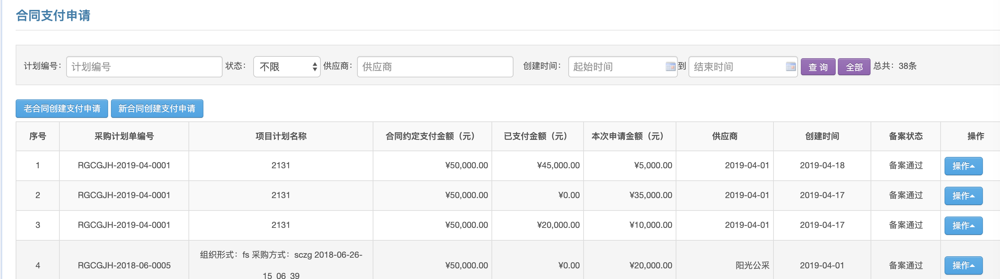 合同支付申请
计划编号： 计划编号 状态： 不限 供应商： 供应商 创建时间： 起始时间 到 结束时间 查 询 全部 总共：38条
老合同创建支付申请 新合同创建支付申请
序号 采购计划单编号 项目计划名称 合同约定支付金额（元） 已支付金额（元） 本次申请金额（元） 供应商 创建时间 备案状态 操作
1 RGCGJH-2019-04-0001 2131 ¥50,000.00 ¥45,000.00 ¥5,000.00 2019-04-01 2019-04-18 备案通过 操作
2 RGCGJH-2019-04-0001 2131 ¥50,000.00 ¥0.00 ¥35,000.00 2019-04-01 2019-04-17 备案通过 操作
3 RGCGJH-2019-04-0001 2131 ¥50,000.00 ¥20,000.00 ¥10,000.00 2019-04-01 2019-04-17 备案通过 操作
组织形式：fs 采购方式：sczg 2018-06-26-
4 RGCGJH-2018-06-0005 ¥50,000.00 ¥0.00 ¥20,000.00 阳光公采 2019-04-01 备案通过 操作
15_06_39